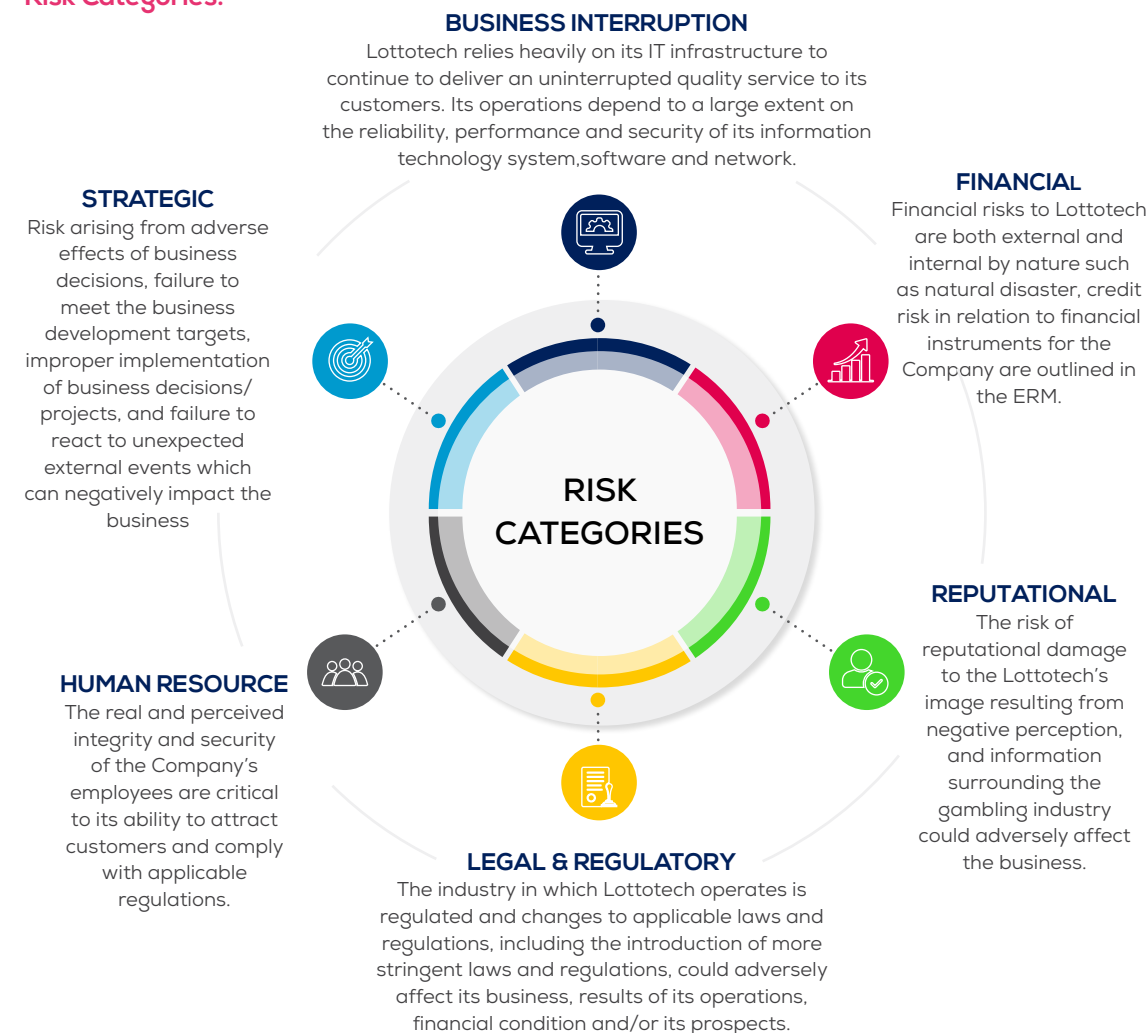 Risk Categories:
BUSINESS INTERRUPTION
Lottotech relies heavily on its IT infrastructure to
continue to deliver an uninterrupted quality service to its
customers. Its operations depend to a large extent on
the reliability, performance and security of its information
technology system,software and network.
FINANCIAL
Financial risks to Lottotech
are both external and
internal by nature such
as natural disaster, credit
risk in relation to financial
instruments for the
Company are outlined in
the ERM.
STRATEGIC
Risk arising from adverse
effects of business
decisions, failure to
meet the business
development targets,
improper implementation
of business decisions/
projects, and failure to
react to unexpected
external events which
can negatively impact the
business
RISK
CATEGORIES
REPUTATIONAL
The risk of
reputational damage
to the Lottotech’s
image resulting from
negative perception,
and information
surrounding the
gambling industry
could adversely affect
the business.
HUMAN RESOURCE
The real and perceived
integrity and security
of the Company’s
employees are critical
to its ability to attract
customers and comply
with applicable
regulations.
LEGAL & REGULATORY
The industry in which Lottotech operates is
regulated and changes to applicable laws and
regulations, including the introduction of more
stringent laws and regulations, could adversely
affect its business, results of its operations,
financial condition and/or its prospects.